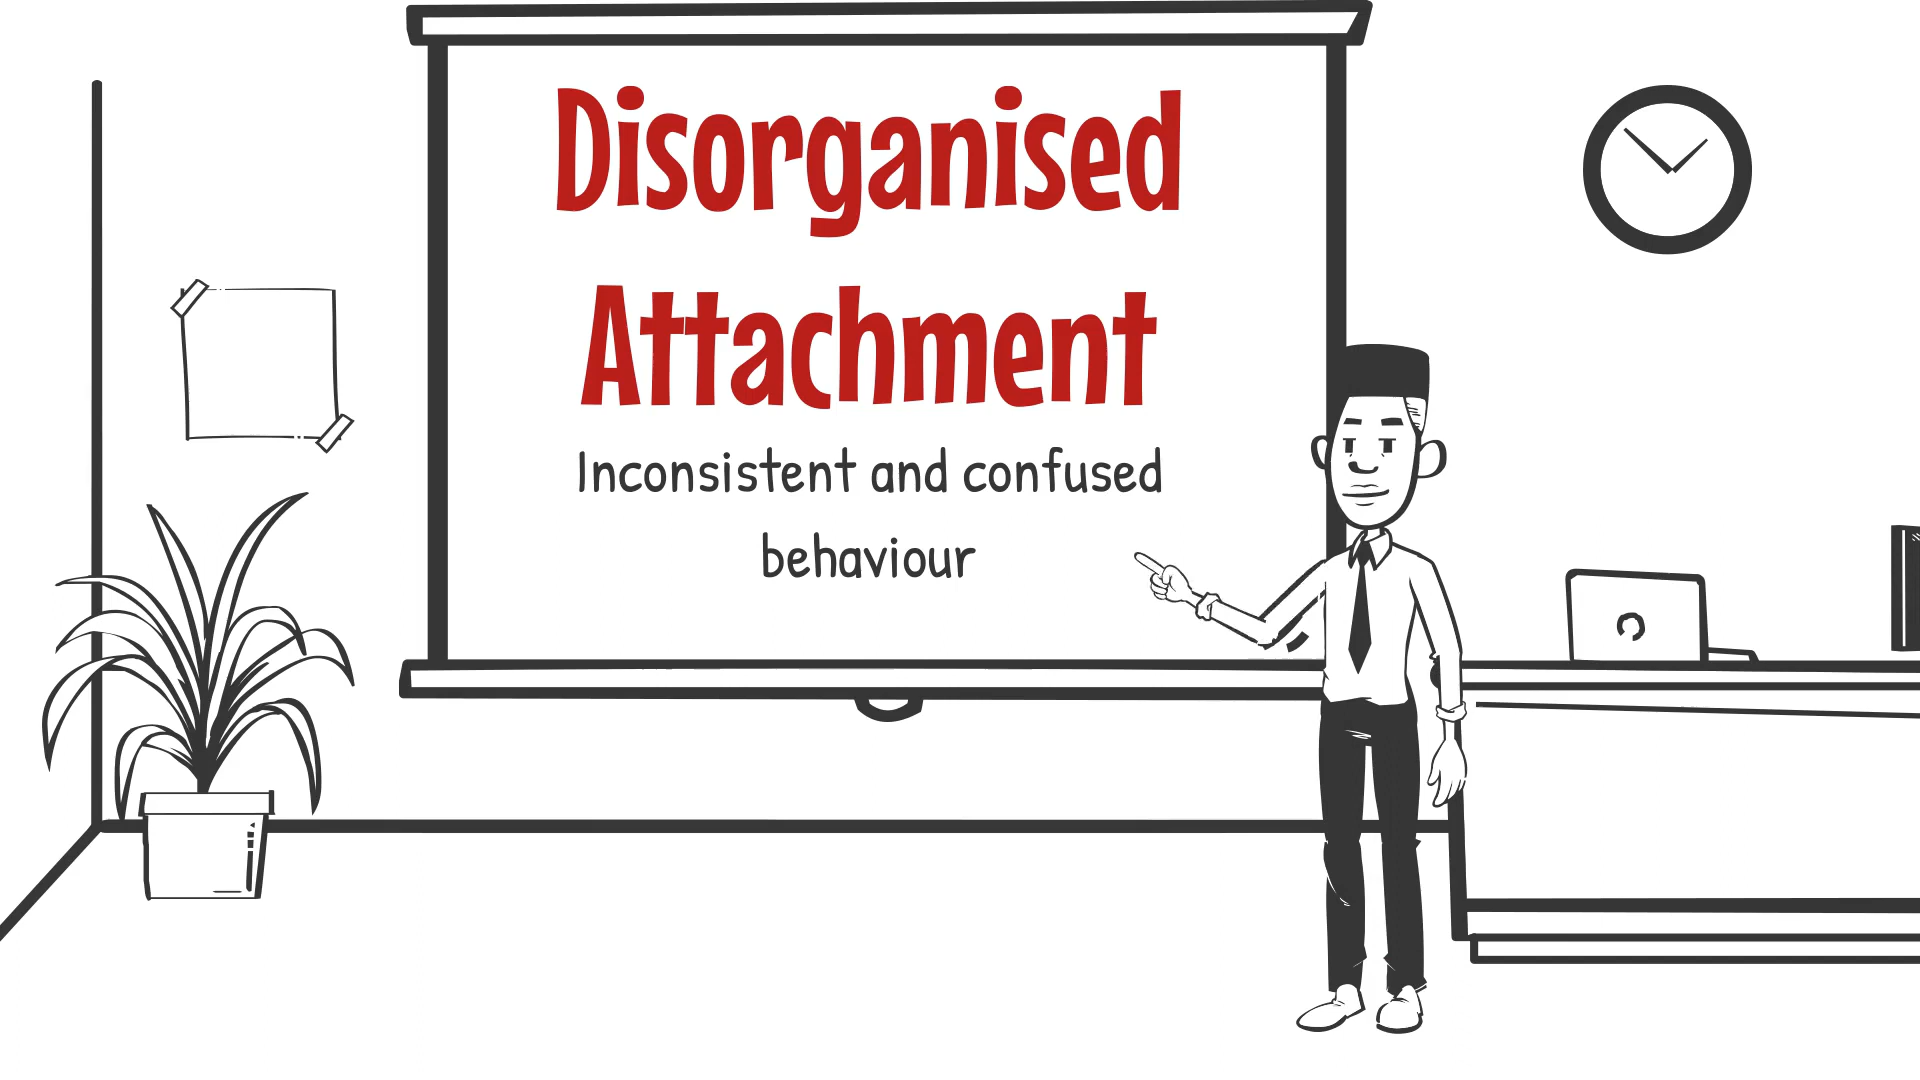 Disorganised
Attachment
Inconsistent and confused
behaviour